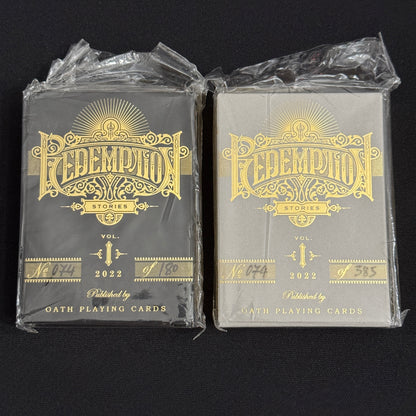 REDEMPTION
STORIES
VOL.
1
2022
No 074 of 180
Published by
OATH PLAYING CARDS
REDEMPTION
STORIES
VOL.
1
2022
No 074 of 385
Published by
OATH PLAYING CARDS